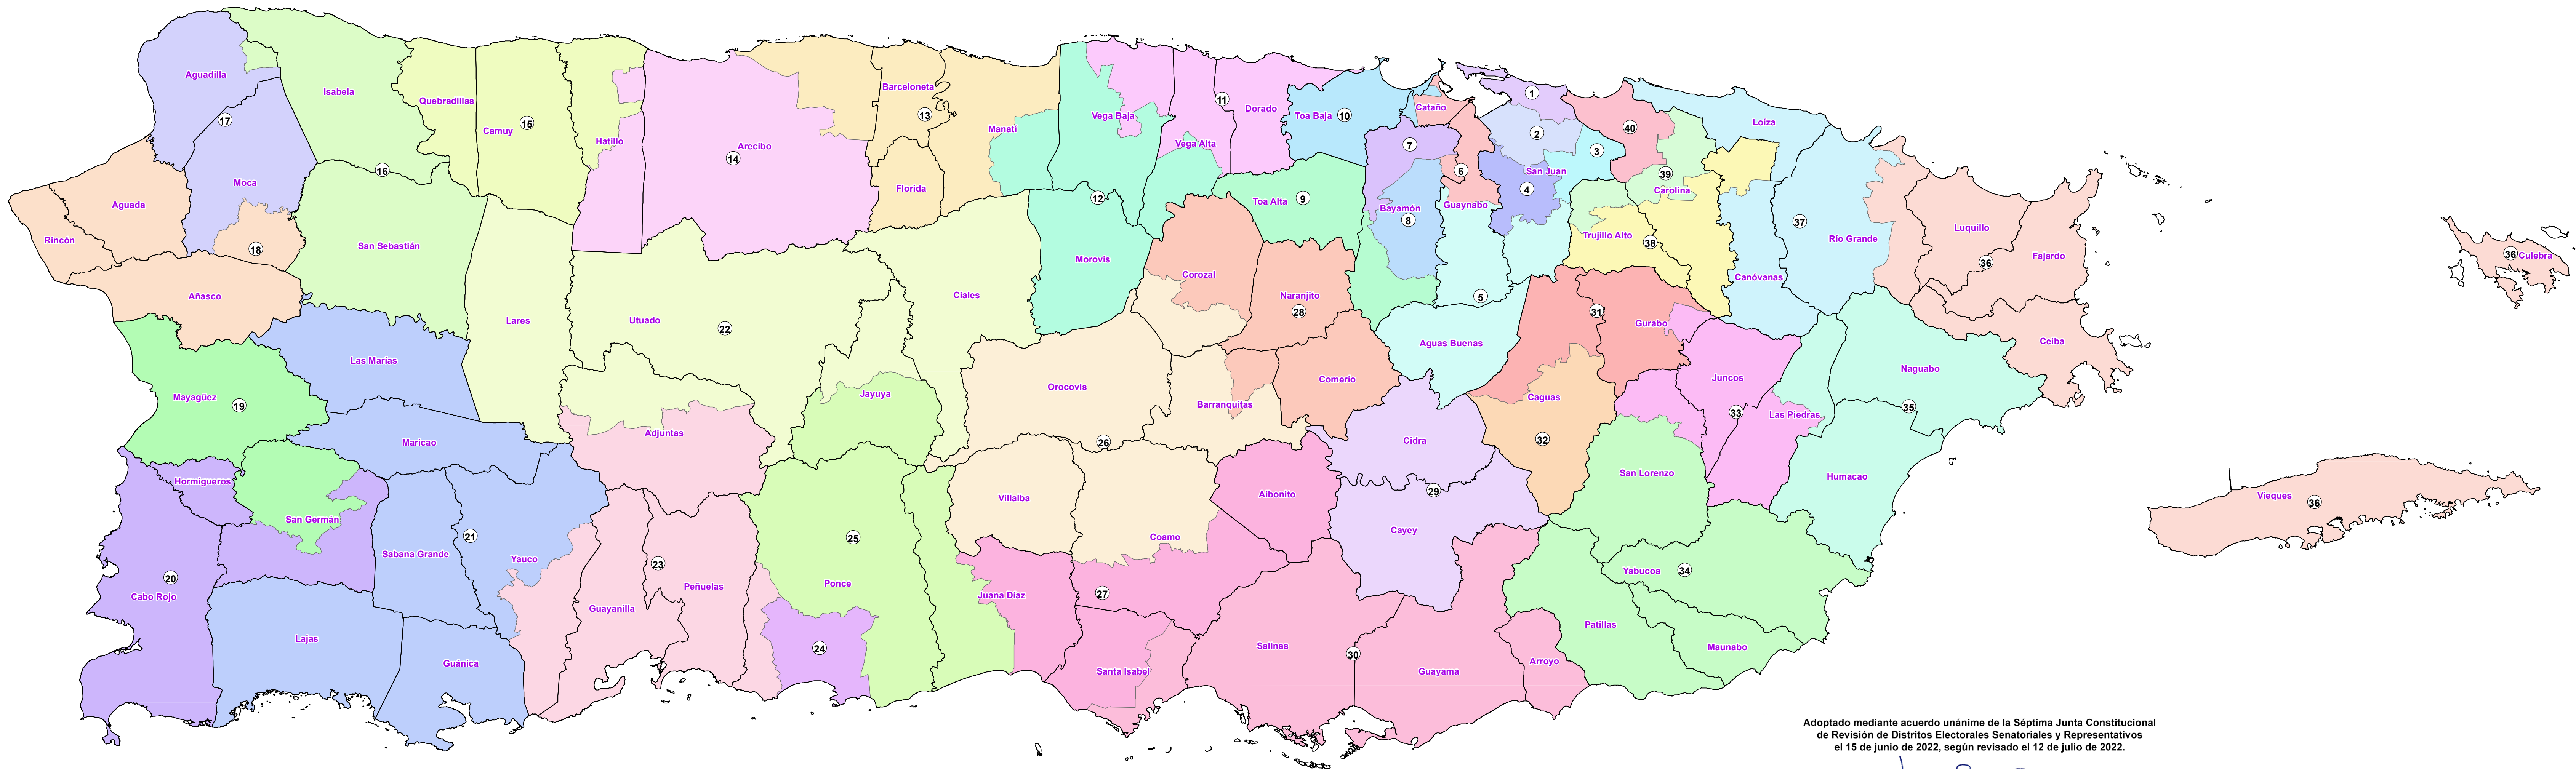 Aguadilla
Isabela
Quebradillas
Camuy
15
Hatillo
Arecibo
14
Barceloneta
13
Manatí
Vega Baja
11
Dorado
Vega Alta
Toa Baja
10
Cataño
1
2
40
Loiza
3
7
6
San Juan
4
39
Carolina
17
16
Moca
Aguada
Rincón
18
San Sebastián
Florida
12
Toa Alta
9
Bayamón
8
Guaynabo
Trujillo Alto
38
37
Rio Grande
Luquillo
36
Fajardo
36
Culebra
Añasco
Lares
Utuado
22
Ciales
Morovis
Corozal
Naranjito
28
5
Canóvanas
31
Gurabo
Aguas Buenas
Ceiba
Naguabo
Las Marías
Mayagüez
19
Jayuya
Orocovis
Barranquitas
Comerio
Caguas
Juncos
33
Las Piedras
35
Maricao
Adjuntas
26
Cidra
32
San Lorenzo
Humacao
Hormigueros
San Germán
Sabana Grande
21
Yauco
25
Villalba
Aibonito
29
Cayey
Coamo
Vieques
36
20
Cabo Rojo
Guayanilla
23
Peñuelas
Ponce
Juana Díaz
27
Yabucoa
34
Patillas
Lajas
Guánica
24
Santa Isabel
Salinas
30
Guayama
Arroyo
Maunabo
Adoptado mediante acuerdo unánime de la Séptima Junta Constitucional
de Revisión de Distritos Electorales Senatoriales y Representativos
el 15 de junio de 2022, según revisado el 12 de julio de 2022.